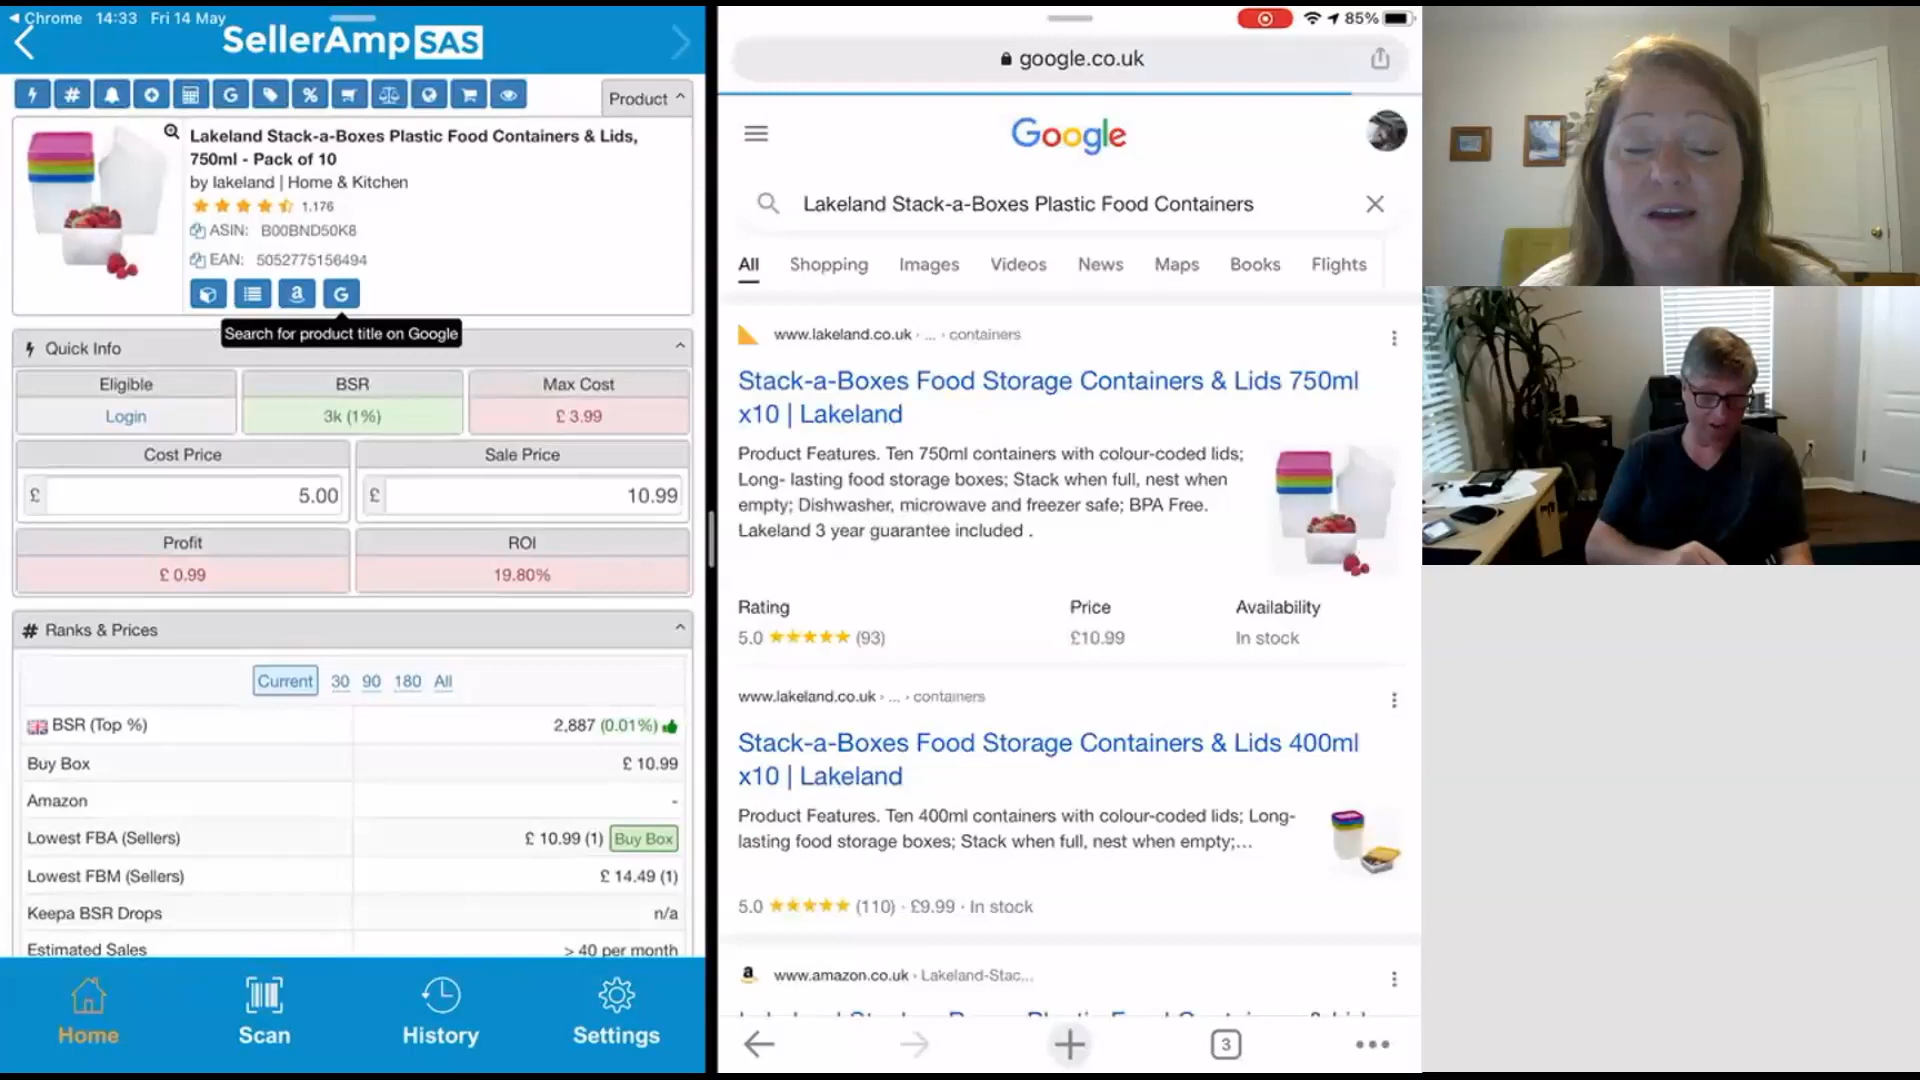 Chrome 14:33 Fri 14 May
SellerAmp SAS
Product
Lakeland Stack-a-Boxes Plastic Food Containers & Lids,
750ml - Pack of 10
by lakeland | Home & Kitchen
1,176
ASIN: B00BND50K8
EAN: 5052775156494
Search for product title on Google
Quick Info
Eligible BSR Max Cost
Login 3k (1%) £ 3.99
Cost Price Sale Price
£ 5.00 £ 10.99
Profit ROI
£ 0.99 19.80%
# Ranks & Prices
Current 30 90 180 All
BSR (Top %) 2,887 (0.01%)
Buy Box £ 10.99
Amazon -
Lowest FBA (Sellers) £ 10.99 (1) Buy Box
Lowest FBM (Sellers) £ 14.49 (1)
Keepa BSR Drops n/a
Estimated Sales > 40 per month
Home Scan History Settings
85%
google.co.uk
Google
Lakeland Stack-a-Boxes Plastic Food Containers
All Shopping Images Videos News Maps Books Flights
www.lakeland.co.uk › ... › containers
Stack-a-Boxes Food Storage Containers & Lids 750ml
x10 | Lakeland
Product Features. Ten 750ml containers with colour-coded lids;
Long- lasting food storage boxes; Stack when full, nest when
empty; Dishwasher, microwave and freezer safe; BPA Free.
Lakeland 3 year guarantee included .
Rating Price Availability
5.0 ★★★★★ (93) £10.99 In stock
www.lakeland.co.uk › ... › containers
Stack-a-Boxes Food Storage Containers & Lids 400ml
x10 | Lakeland
Product Features. Ten 400ml containers with colour-coded lids; Long-
lasting food storage boxes; Stack when full, nest when empty;...
5.0 ★★★★★ (110) · £9.99 · In stock
www.amazon.co.uk › Lakeland-Stac...
3